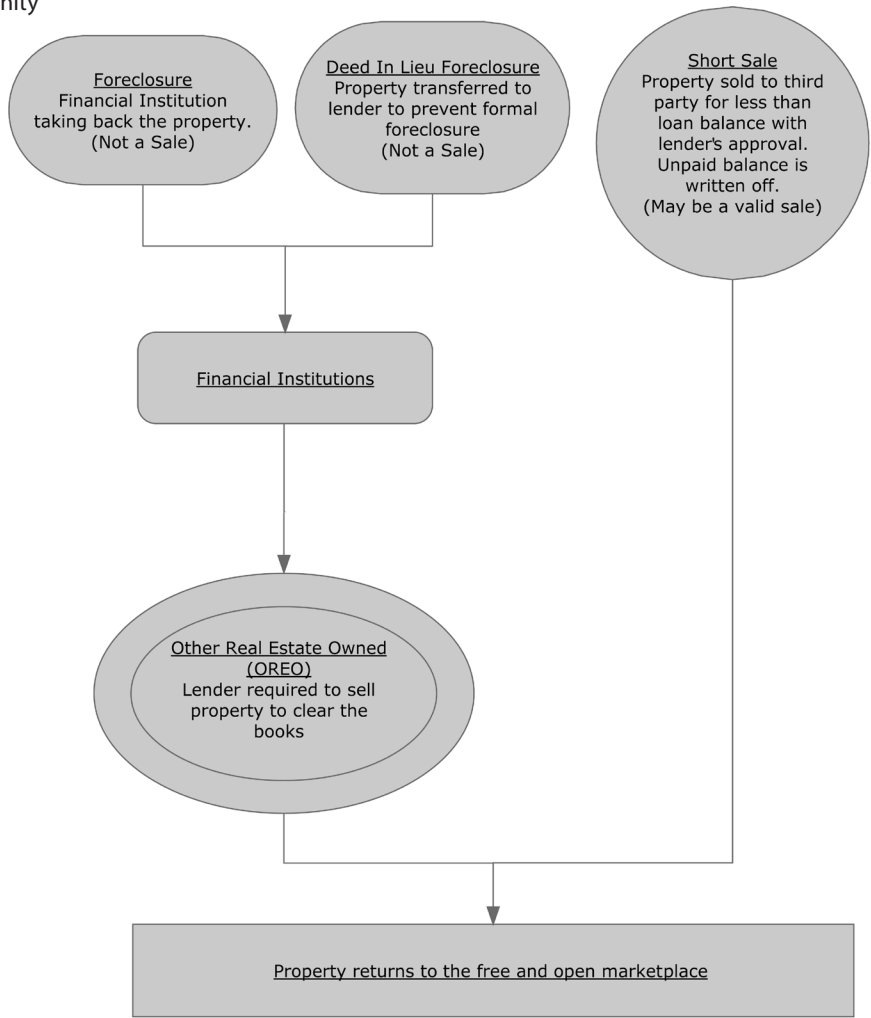 nity
Foreclosure
Financial Institution
taking back the property.
(Not a Sale)
Deed In Lieu Foreclosure
Property transferred to
lender to prevent formal
foreclosure
(Not a Sale)
Short Sale
Property sold to third
party for less than
loan balance with
lender's approval.
Unpaid balance is
written off.
(May be a valid sale)
Financial Institutions
Other Real Estate Owned
(OREO)
Lender required to sell
property to clear the
books
Property returns to the free and open marketplace